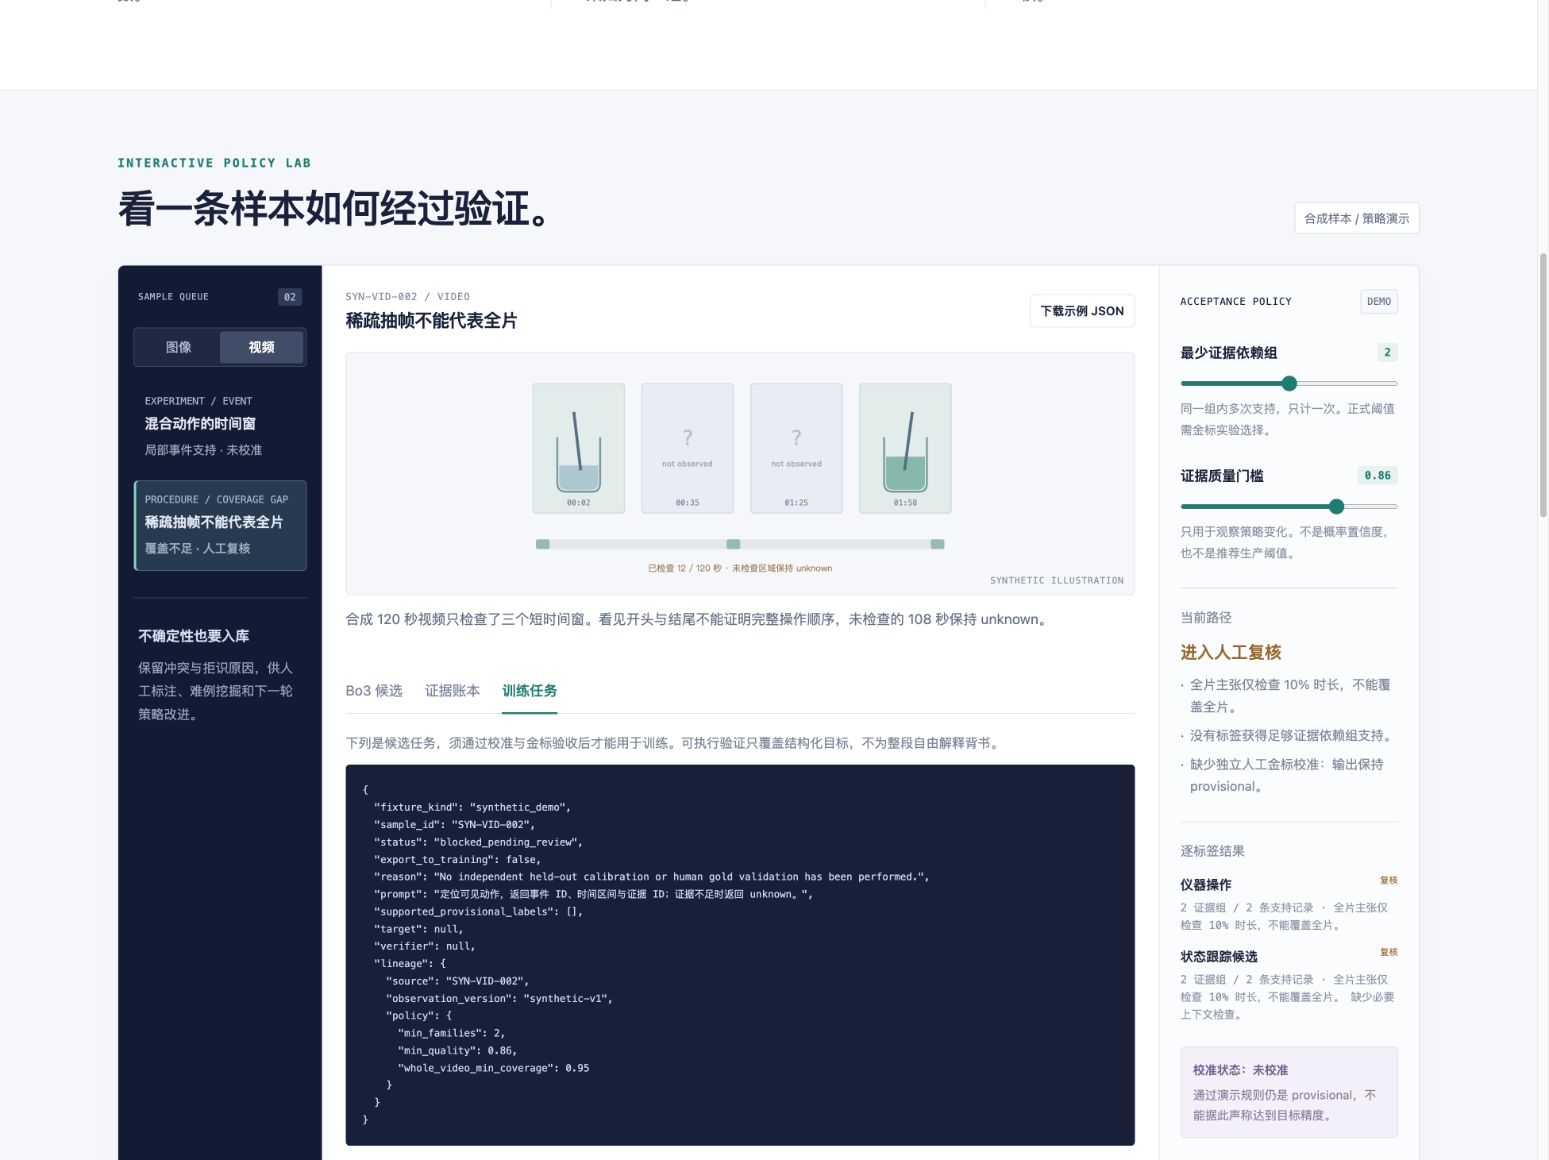 INTERACTIVE POLICY LAB
看一条样本如何经过验证。
合成样本 / 策略演示
SAMPLE QUEUE
02
图像
视频
EXPERIMENT / EVENT
混合动作的时间窗
局部事件支持 · 未校准
PROCEDURE / COVERAGE GAP
稀疏抽帧不能代表全片
覆盖不足 · 人工复核
不确定性也要入库
保留冲突与拒识原因，供人
工标注、难例挖掘和下一轮
策略改进。
SYN-VID-002 / VIDEO
稀疏抽帧不能代表全片
下载示例 JSON
00:02
?
not observed
00:35
?
not observed
01:25
01:58
已检查 12 / 120 秒 · 未检查区域保持 unknown
SYNTHETIC ILLUSTRATION
合成 120 秒视频只检查了三个短时间窗。看见开头与结尾不能证明完整操作顺序，未检查的 108 秒保持 unknown。
Bo3 候选
证据账本
训练任务
下列是候选任务，须通过校准与金标验收后才能用于训练。可执行验证只覆盖结构化目标，不为整段自由解释背书。
{
"fixture_kind": "synthetic_demo",
"sample_id": "SYN-VID-002",
"status": "blocked_pending_review",
"export_to_training": false,
"reason": "No independent held-out calibration or human gold validation has been performed.",
"prompt": "定位可见动作，返回事件 ID、时间区间与证据 ID；证据不足时返回 unknown。",
"supported_provisional_labels": [],
"target": null,
"verifier": null,
"lineage": {
"source": "SYN-VID-002",
"observation_version": "synthetic-v1",
"policy": {
"min_families": 2,
"min_quality": 0.86,
"whole_video_min_coverage": 0.95
}
}
}
ACCEPTANCE POLICY
DEMO
最少证据依赖组
2
同一组内多次支持，只计一次。正式阈值
需金标实验选择。
证据质量门槛
0.86
只用于观察策略变化。不是概率置信度，
也不是推荐生产阈值。
当前路径
进入人工复核
· 全片主张仅检查 10% 时长，不能覆
盖全片。
· 没有标签获得足够证据依赖组支持。
· 缺少独立人工金标校准：输出保持
provisional。
逐标签结果
仪器操作
复核
2 证据组 / 2 条支持记录 · 全片主张仅
检查 10% 时长，不能覆盖全片。
状态跟踪候选
复核
2 证据组 / 2 条支持记录 · 全片主张仅
检查 10% 时长，不能覆盖全片。 缺少必要
上下文检查。
校准状态：未校准
通过演示规则仍是 provisional，不
能据此声称达到目标精度。